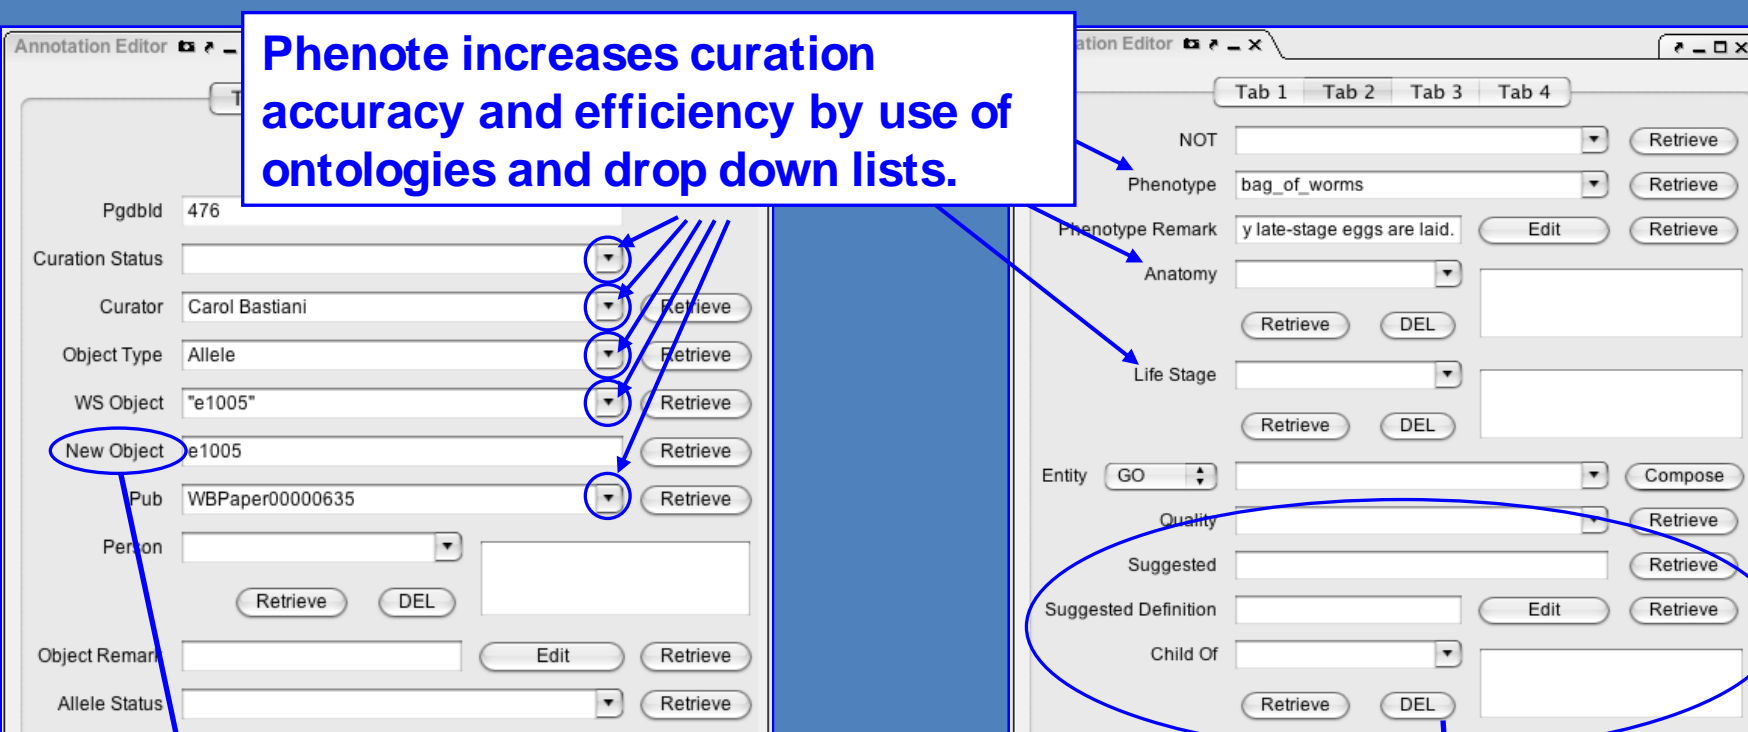 Annotation Editor
Phenote increases curation
accuracy and efficiency by use of
ontologies and drop down lists.
PgdbId 476
Curation Status
Curator Carol Bastiani Retrieve
Object Type Allele Retrieve
WS Object "e1005" Retrieve
New Object e1005 Retrieve
Pub WBPaper00000635 Retrieve
Person
Retrieve DEL
Object Remark Edit Retrieve
Allele Status Retrieve
ation Editor
Tab 1 Tab 2 Tab 3 Tab 4
NOT Retrieve
Phenotype bag_of_worms Retrieve
Phenotype Remark y late-stage eggs are laid. Edit Retrieve
Anatomy
Retrieve DEL
Life Stage
Retrieve DEL
Entity GO Compose
Quality Retrieve
Suggested Retrieve
Suggested Definition Edit Retrieve
Child Of
Retrieve DEL